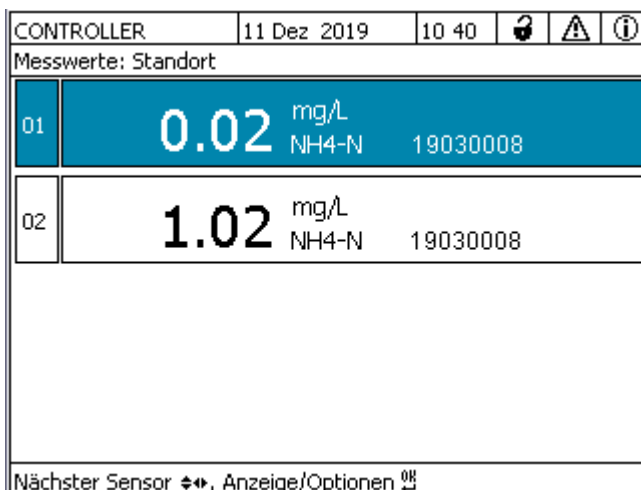 CONTROLLER 11 Dez 2019 10 40
Messwerte: Standort
01 0.02 mg/L NH4-N 19030008
02 1.02 mg/L NH4-N 19030008
Nächster Sensor, Anzeige/Optionen OK